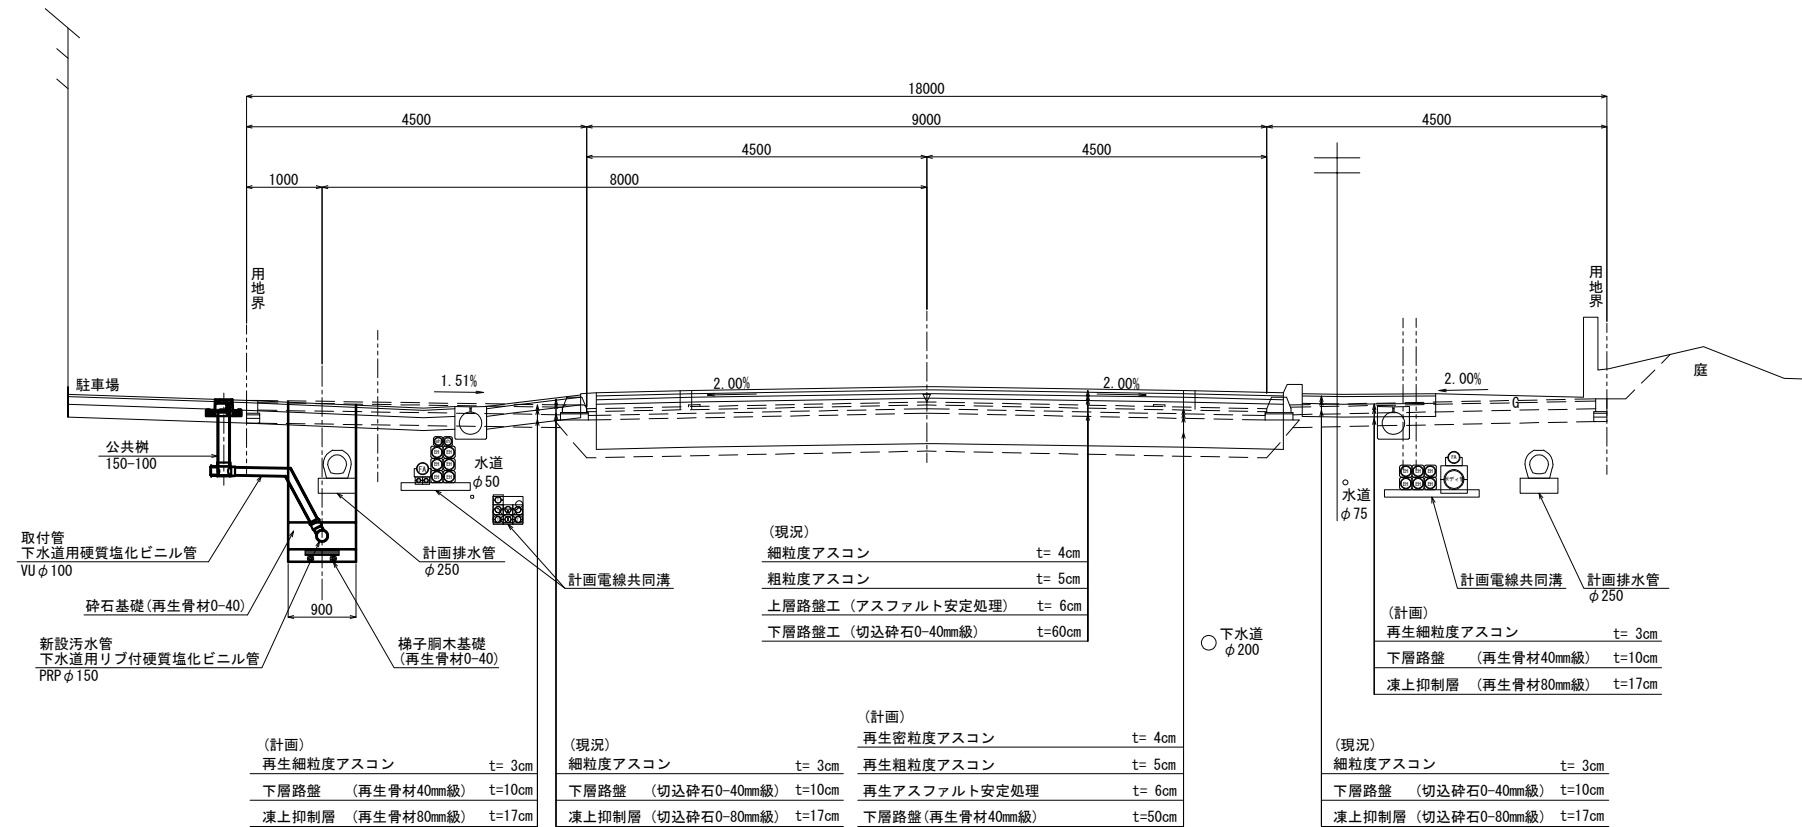 18000
4500
9000
4500
4500
4500
1000
8000
用地界
用地界
駐車場
1.51%
2.00%
2.00%
2.00%
庭
G
公共桝
150-100
水道
φ50
FA
水道
φ75
取付管
下水道用硬質塩化ビニル管
VUφ100
計画排水管
φ250
計画電線共同溝
砕石基礎(再生骨材0-40)
900
新設汚水管
下水道用リブ付硬質塩化ビニル管
PRPφ150
梯子胴木基礎
(再生骨材0-40)
(現況)
細粒度アスコン t= 4cm
粗粒度アスコン t= 5cm
上層路盤工 (アスファルト安定処理) t= 6cm
下層路盤工 (切込砕石0-40mm級) t=60cm
下水道
φ200
計画電線共同溝
計画排水管
φ250
(計画)
再生細粒度アスコン t= 3cm
下層路盤 (再生骨材40mm級) t=10cm
凍上抑制層 (再生骨材80mm級) t=17cm
(計画)
再生細粒度アスコン t= 3cm
下層路盤 (再生骨材40mm級) t=10cm
凍上抑制層 (再生骨材80mm級) t=17cm
(現況)
細粒度アスコン t= 3cm
下層路盤 (切込砕石0-40mm級) t=10cm
凍上抑制層 (切込砕石0-80mm級) t=17cm
(計画)
再生密粒度アスコン t= 4cm
再生粗粒度アスコン t= 5cm
再生アスファルト安定処理 t= 6cm
下層路盤(再生骨材40mm級) t=50cm
(現況)
細粒度アスコン t= 3cm
下層路盤 (切込砕石0-40mm級) t=10cm
凍上抑制層 (切込砕石0-80mm級) t=17cm